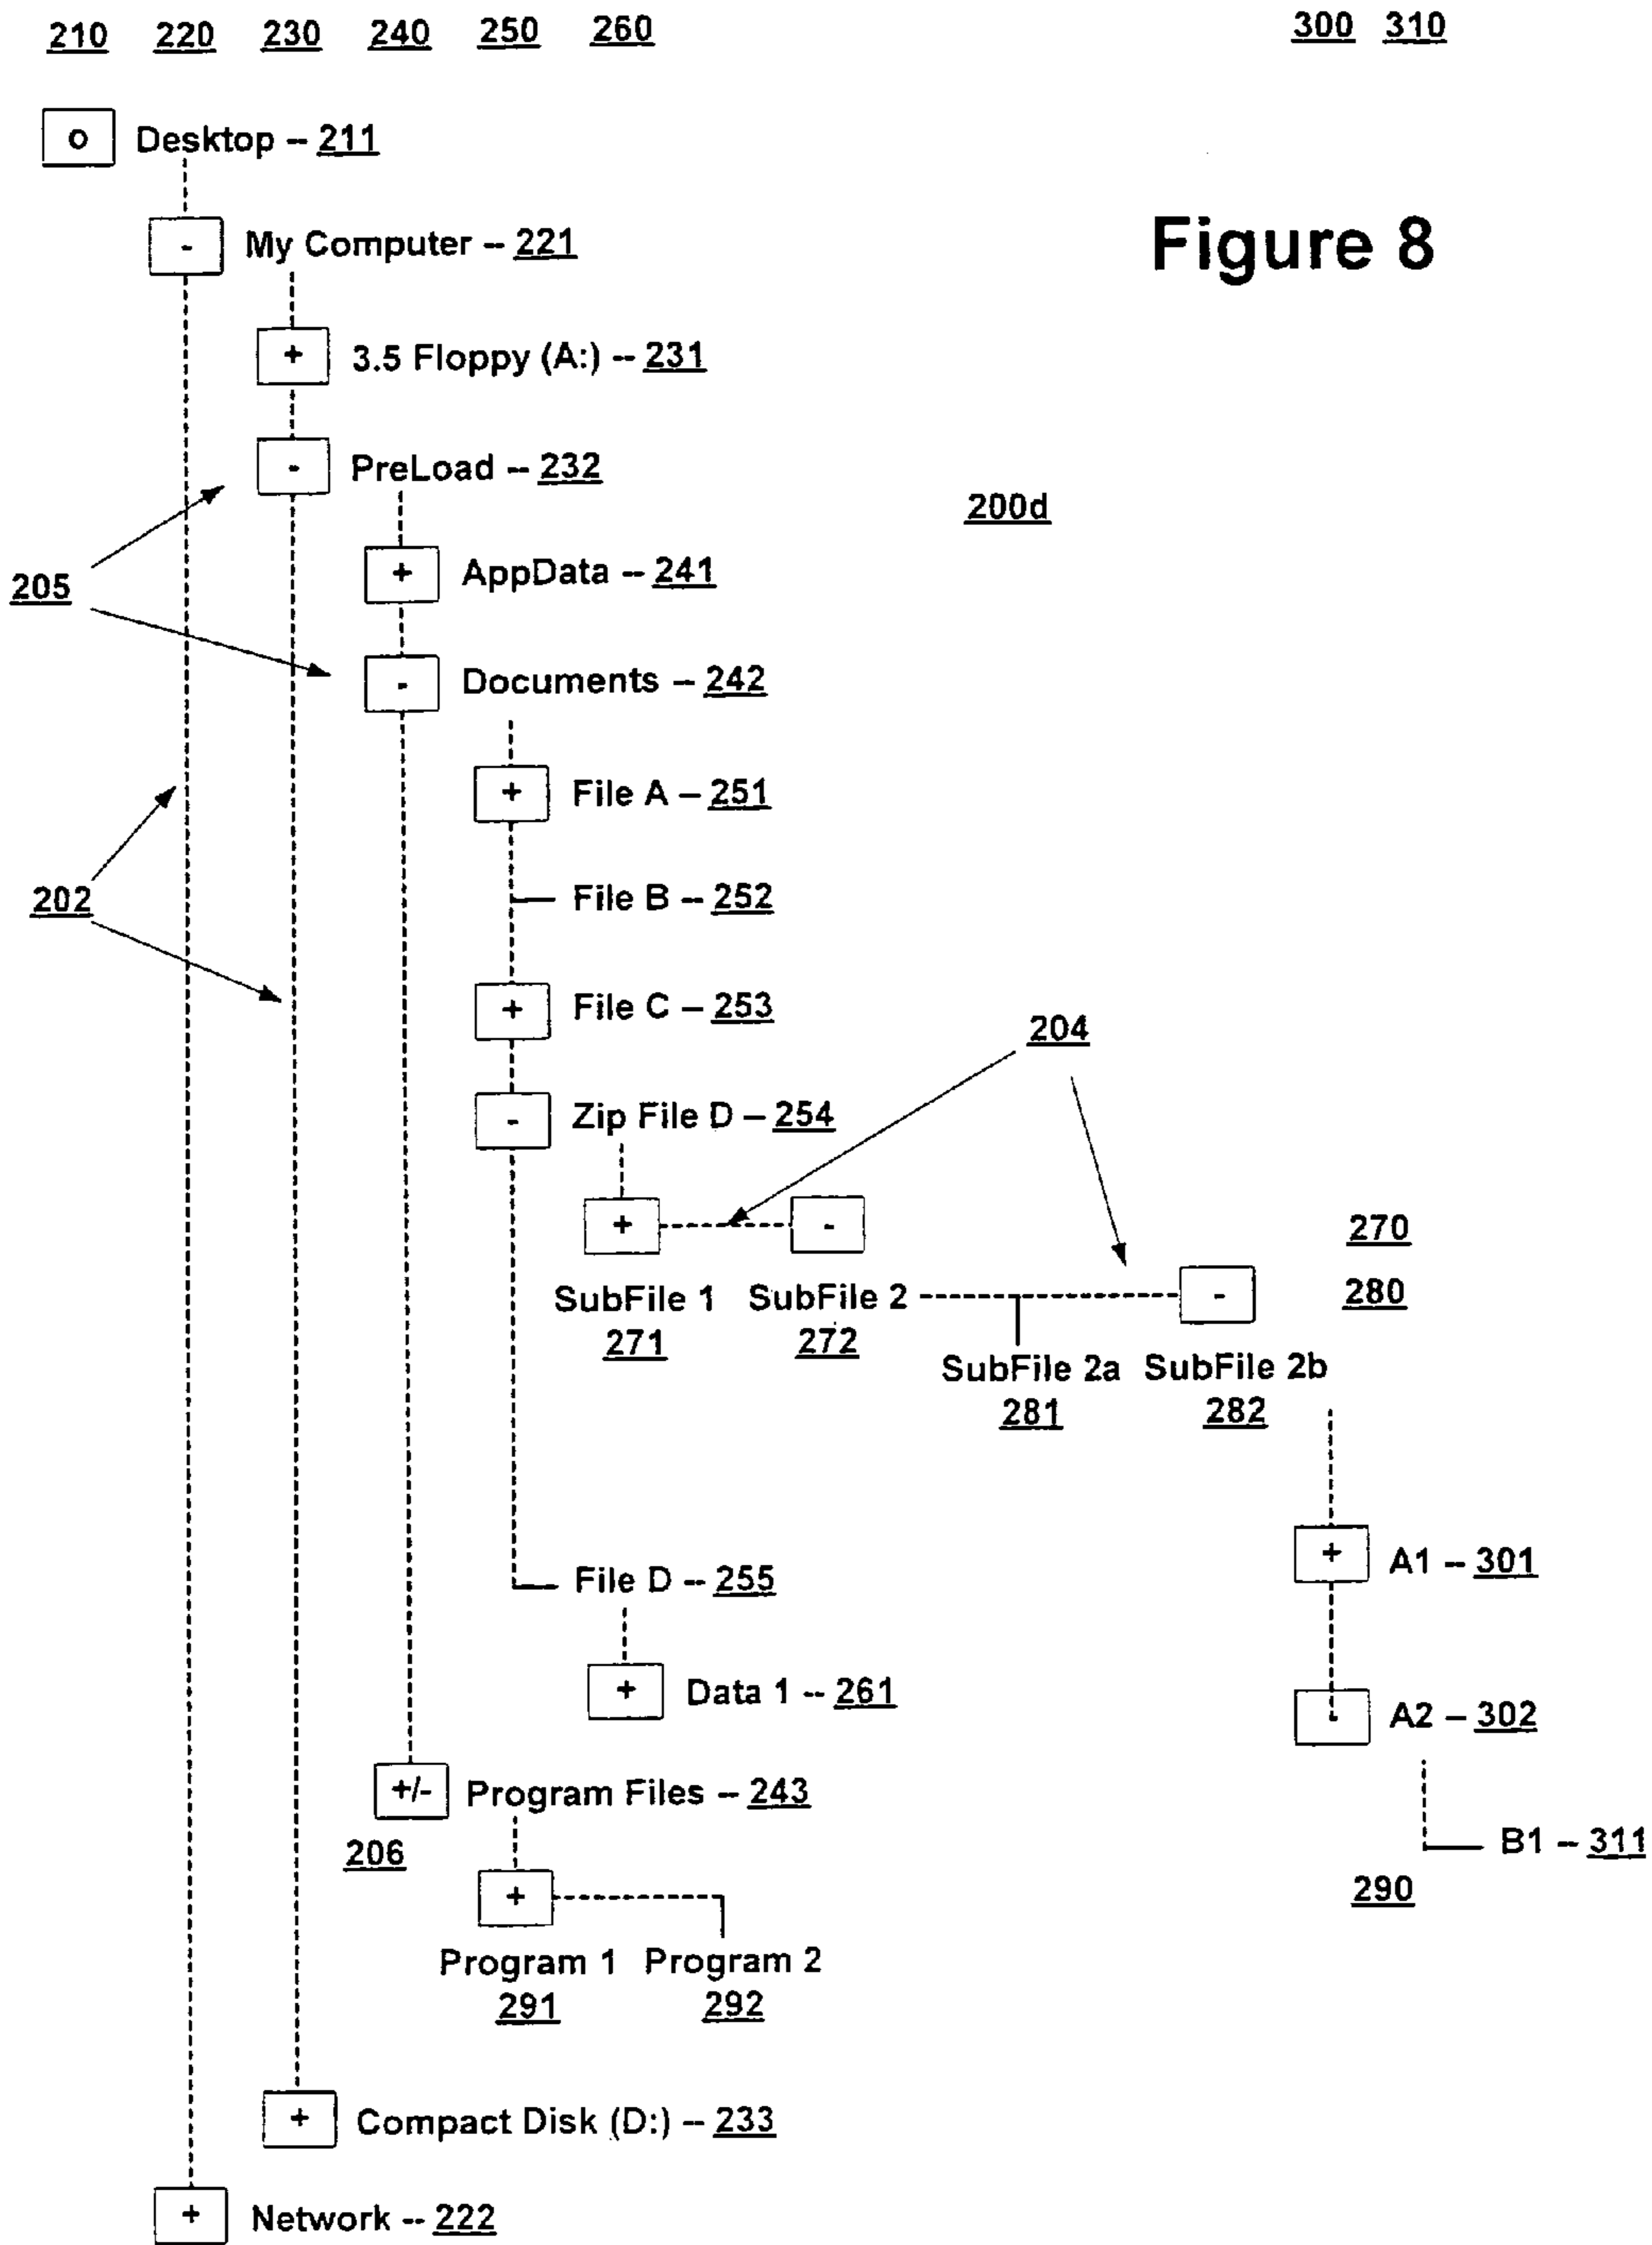 210 220 230 240 250 260 300 310
o Desktop -- 211
Figure 8
- My Computer -- 221
+ 3.5 Floppy (A:) -- 231
- PreLoad -- 232
200d
205
+ AppData -- 241
- Documents -- 242
+ File A -- 251
202
File B -- 252
+ File C -- 253
204
- Zip File D -- 254
+ -
270
SubFile 1 SubFile 2 - 280
271 272
SubFile 2a SubFile 2b
281 282
+ A1 -- 301
File D -- 255
+ Data 1 -- 261
- A2 -- 302
+/- Program Files -- 243
206
B1 -- 311
+
290
Program 1 Program 2
291 292
+ Compact Disk (D:) -- 233
+ Network -- 222